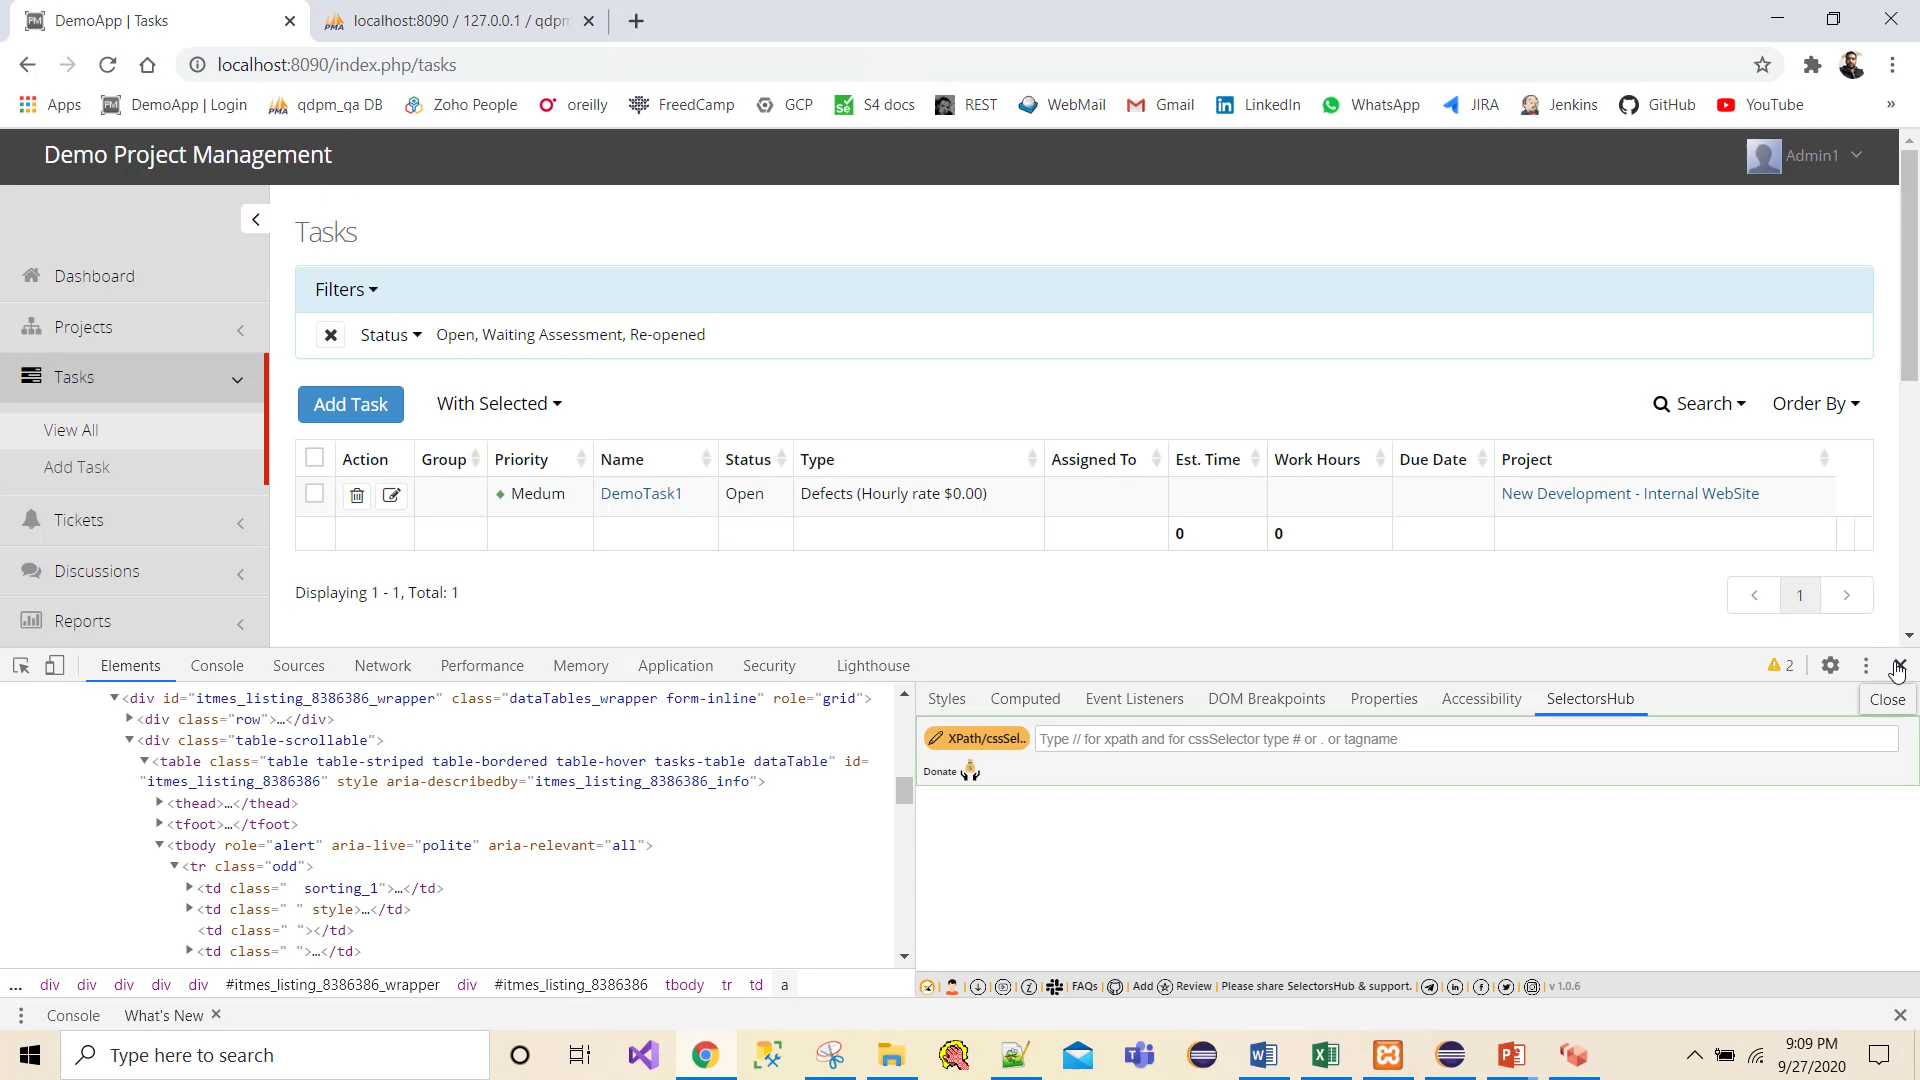 DemoApp | Tasks
localhost:8090 / 127.0.0.1 / qdpm
localhost:8090/index.php/tasks
Apps DemoApp | Login qdpm_qa DB Zoho People oreilly FreedCamp GCP S4 docs REST WebMail Gmail LinkedIn WhatsApp JIRA Jenkins GitHub YouTube »
Demo Project Management
Admin1
Dashboard
Projects
Tasks
View All
Add Task
Tickets
Discussions
Reports
Tasks
Filters
Status Open, Waiting Assessment, Re-opened
Add Task With Selected Search Order By
Action Group Priority Name Status Type Assigned To Est. Time Work Hours Due Date Project
Medum DemoTask1 Open Defects (Hourly rate $0.00) New Development - Internal WebSite
0 0
Displaying 1 - 1, Total: 1
1
Elements Console Sources Network Performance Memory Application Security Lighthouse 2
Close
<div id="itmes_listing_8386386_wrapper" class="dataTables_wrapper form-inline" role="grid">
<div class="row">…</div>
<div class="table-scrollable">
<table class="table table-striped table-bordered table-hover tasks-table dataTable" id=
"itmes_listing_8386386" style aria-describedby="itmes_listing_8386386_info">
<thead>…</thead>
<tfoot>…</tfoot>
<tbody role="alert" aria-live="polite" aria-relevant="all">
<tr class="odd">
<td class="  sorting_1">…</td>
<td class=" " style>…</td>
<td class=" "></td>
<td class=" ">…</td>
... div div div div div #itmes_listing_8386386_wrapper div #itmes_listing_8386386 tbody tr td a
Styles Computed Event Listeners DOM Breakpoints Properties Accessibility SelectorsHub
XPath/cssSel.. Type // for xpath and for cssSelector type # or . or tagname
Donate
FAQs Add Review | Please share SelectorsHub & support. v 1.0.6
Console What's New
Type here to search
9:09 PM
9/27/2020